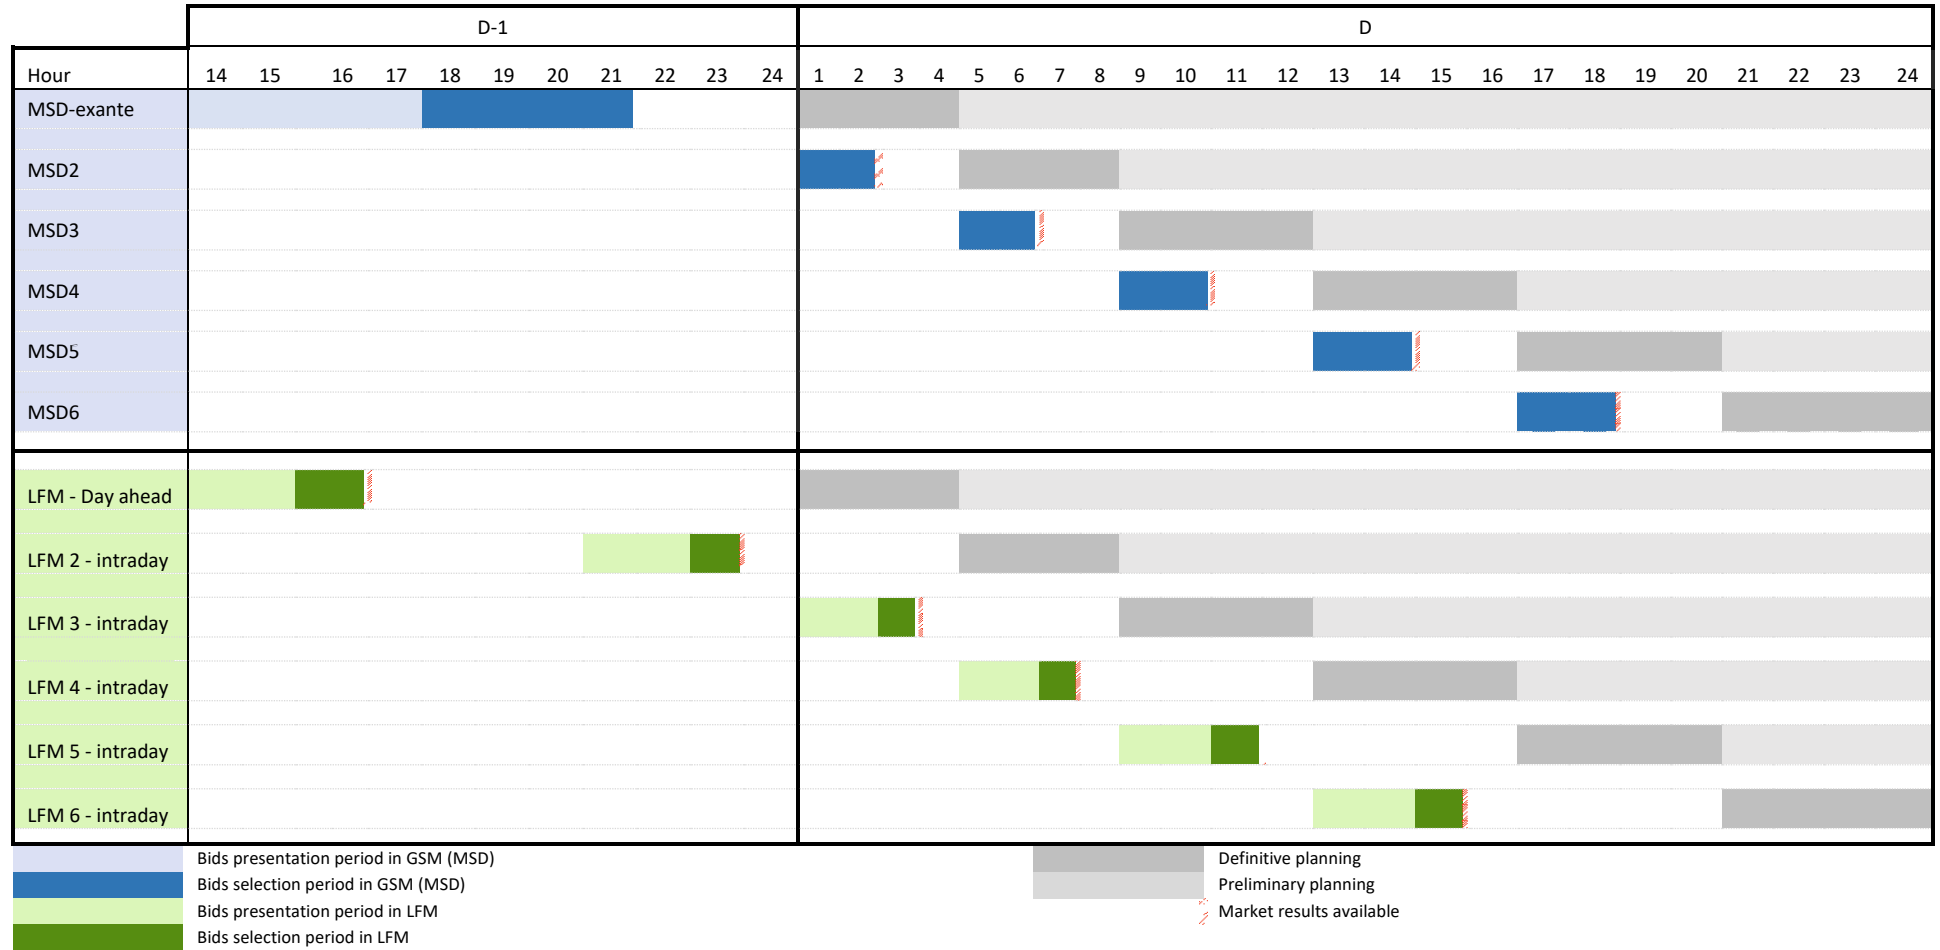 D-1 D
Hour 14 15 16 17 18 19 20 21 22 23 24 1 2 3 4 5 6 7 8 9 10 11 12 13 14 15 16 17 18 19 20 21 22 23 24
MSD-exante
MSD2
MSD3
MSD4
MSD5
MSD6
LFM - Day ahead
LFM 2 - intraday
LFM 3 - intraday
LFM 4 - intraday
LFM 5 - intraday
LFM 6 - intraday
Bids presentation period in GSM (MSD)
Bids selection period in GSM (MSD)
Bids presentation period in LFM
Bids selection period in LFM
Definitive planning
Preliminary planning
Market results available